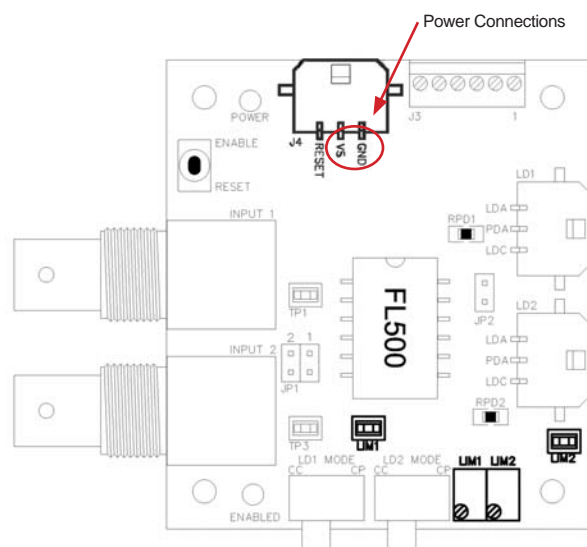 Power Connections
POWER
J4
RESET
VS
GND
J3
1
ENABLE
RESET
LD1
INPUT 1
RPD1
LDA
PDA
LDC
TP1
FL500
JP2
LD2
INPUT 2
2 1
JP1
LDA
PDA
LDC
RPD2
TP3
LIM1
LIM2
LD1 MODE
CC CP
LD2 MODE
CC CP
LIM1 LIM2
ENABLED